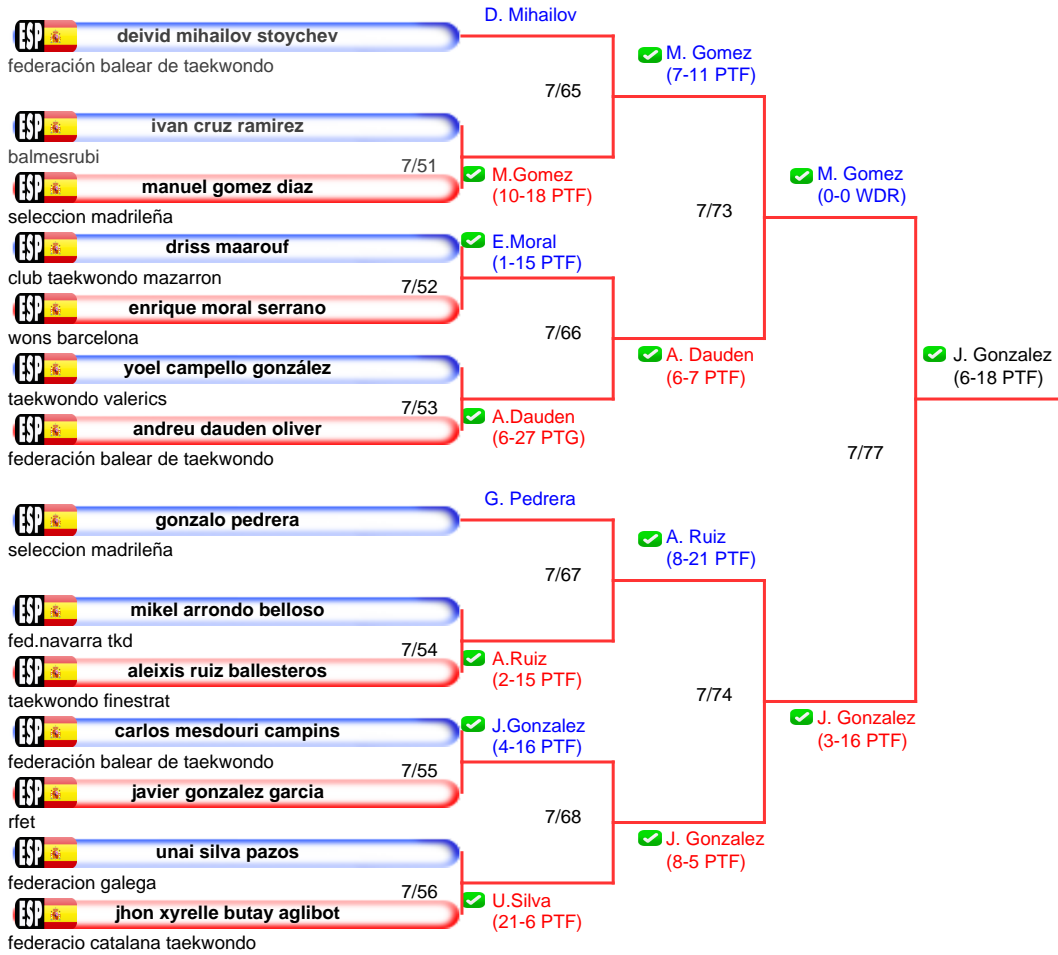 D. Mihailov
ESP deivid mihailov stoychev
federación balear de taekwondo
M. Gomez
(7-11 PTF)
7/65
ESP ivan cruz ramirez
balmesrubi
7/51
M.Gomez
(10-18 PTF)
ESP manuel gomez diaz
seleccion madrileña
M. Gomez
(0-0 WDR)
7/73
ESP driss maarouf
club taekwondo mazarron
E.Moral
(1-15 PTF)
7/52
ESP enrique moral serrano
wons barcelona
7/66
A. Dauden
(6-7 PTF)
J. Gonzalez
(6-18 PTF)
ESP yoel campello gonzález
taekwondo valerics
7/53
A.Dauden
(6-27 PTG)
ESP andreu dauden oliver
federación balear de taekwondo
7/77
G. Pedrera
ESP gonzalo pedrera
seleccion madrileña
A. Ruiz
(8-21 PTF)
7/67
ESP mikel arrondo belloso
fed.navarra tkd
7/54
A.Ruiz
(2-15 PTF)
ESP aleixis ruiz ballesteros
taekwondo finestrat
7/74
J. Gonzalez
(3-16 PTF)
ESP carlos mesdouri campins
federación balear de taekwondo
J.Gonzalez
(4-16 PTF)
7/55
ESP javier gonzalez garcia
rfet
7/68
J. Gonzalez
(8-5 PTF)
ESP unai silva pazos
federacion galega
7/56
U.Silva
(21-6 PTF)
ESP jhon xyrelle butay aglibot
federacio catalana taekwondo